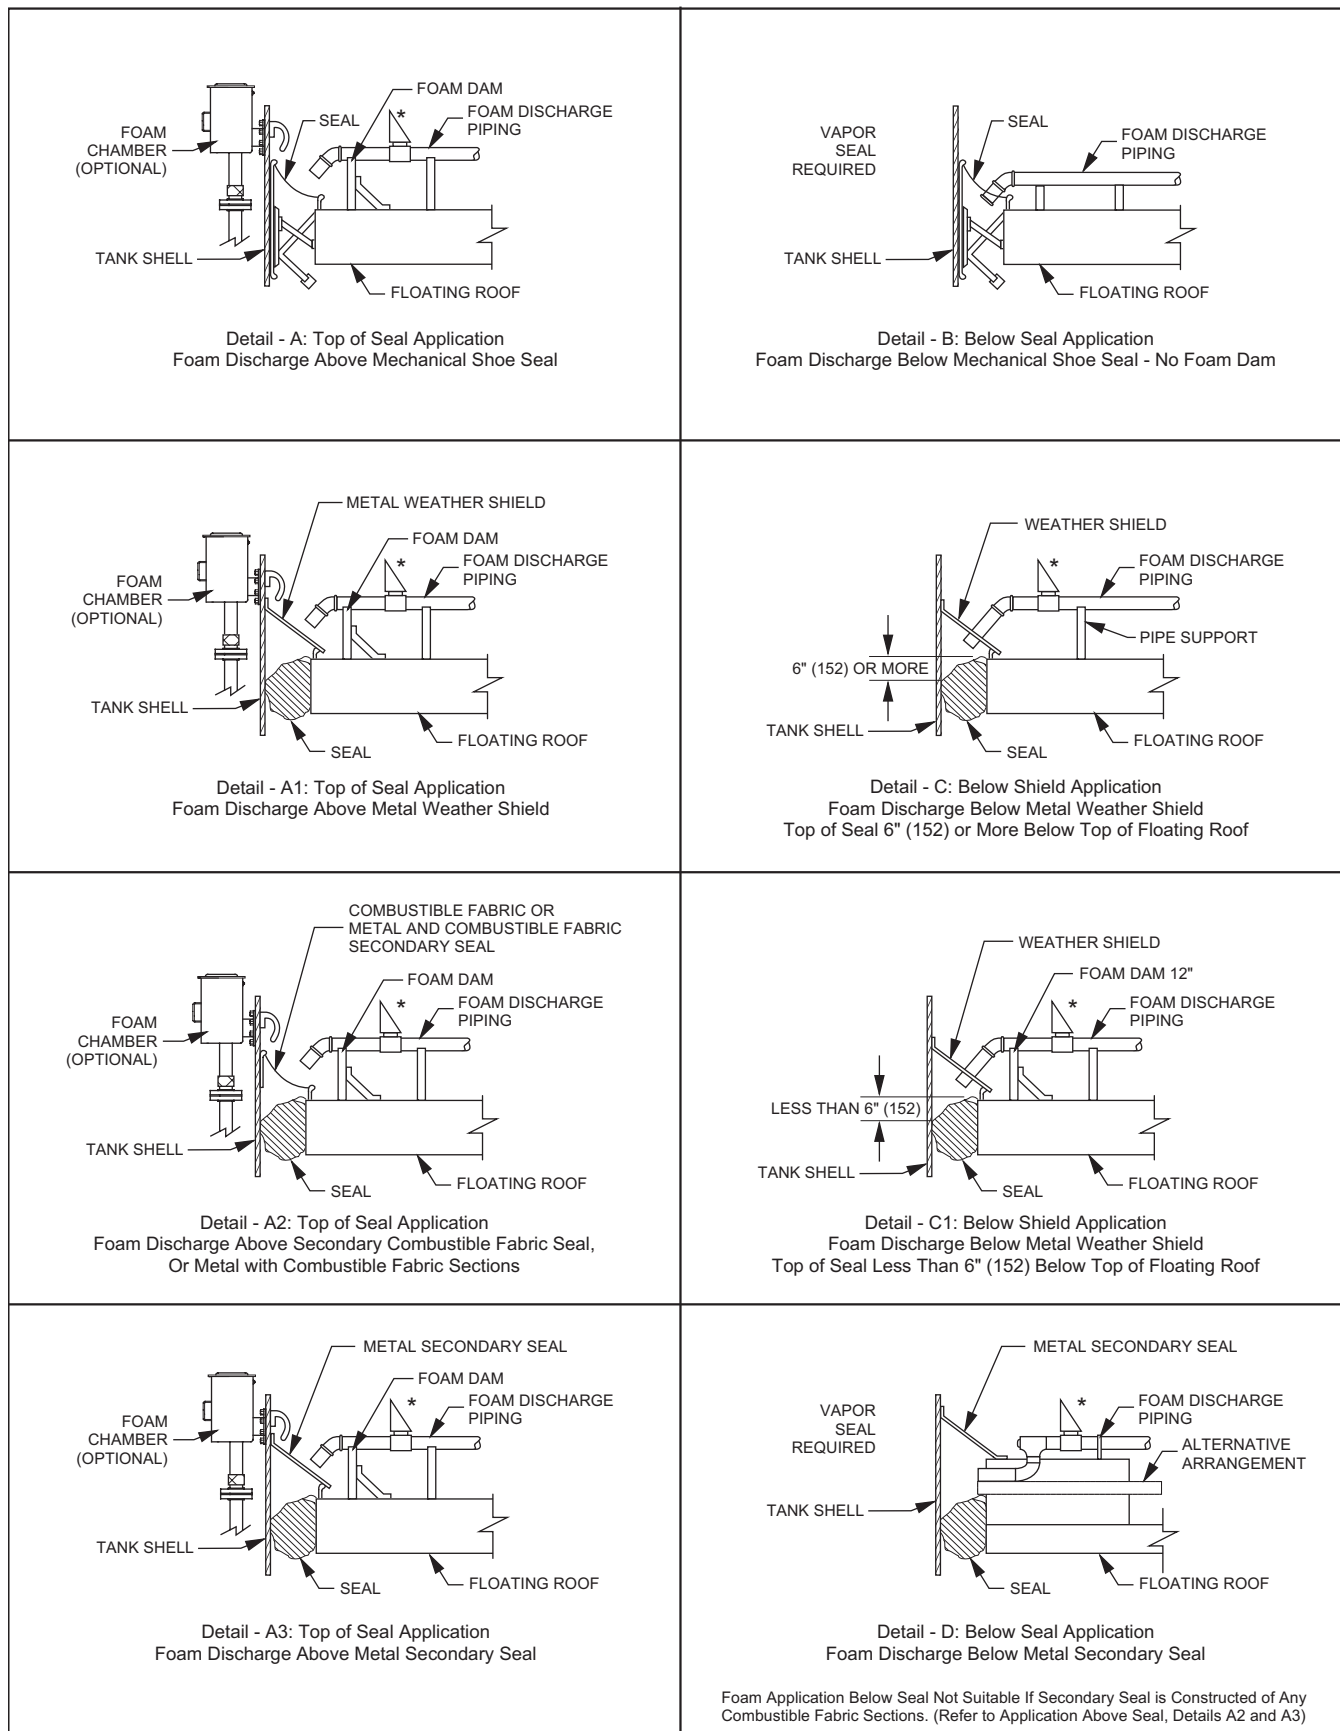 FOAM DAM
FOAM DISCHARGE
PIPING
*
SEAL
FOAM
CHAMBER
(OPTIONAL)
TANK SHELL
FLOATING ROOF
Detail - A: Top of Seal Application
Foam Discharge Above Mechanical Shoe Seal
VAPOR
SEAL
REQUIRED
SEAL
FOAM DISCHARGE
PIPING
TANK SHELL
FLOATING ROOF
Detail - B: Below Seal Application
Foam Discharge Below Mechanical Shoe Seal - No Foam Dam
METAL WEATHER SHIELD
FOAM DAM
*
FOAM DISCHARGE
PIPING
FOAM
CHAMBER
(OPTIONAL)
TANK SHELL
FLOATING ROOF
SEAL
Detail - A1: Top of Seal Application
Foam Discharge Above Metal Weather Shield
WEATHER SHIELD
*
FOAM DISCHARGE
PIPING
PIPE SUPPORT
6" (152) OR MORE
TANK SHELL
FLOATING ROOF
SEAL
Detail - C: Below Shield Application
Foam Discharge Below Metal Weather Shield
Top of Seal 6" (152) or More Below Top of Floating Roof
COMBUSTIBLE FABRIC OR
METAL AND COMBUSTIBLE FABRIC
SECONDARY SEAL
FOAM DAM
*
FOAM DISCHARGE
PIPING
FOAM
CHAMBER
(OPTIONAL)
TANK SHELL
FLOATING ROOF
SEAL
Detail - A2: Top of Seal Application
Foam Discharge Above Secondary Combustible Fabric Seal,
Or Metal with Combustible Fabric Sections
WEATHER SHIELD
FOAM DAM 12"
*
FOAM DISCHARGE
PIPING
LESS THAN 6" (152)
TANK SHELL
FLOATING ROOF
SEAL
Detail - C1: Below Shield Application
Foam Discharge Below Metal Weather Shield
Top of Seal Less Than 6" (152) Below Top of Floating Roof
METAL SECONDARY SEAL
FOAM DAM
*
FOAM DISCHARGE
PIPING
FOAM
CHAMBER
(OPTIONAL)
TANK SHELL
FLOATING ROOF
SEAL
Detail - A3: Top of Seal Application
Foam Discharge Above Metal Secondary Seal
METAL SECONDARY SEAL
VAPOR
SEAL
REQUIRED
*
FOAM DISCHARGE
PIPING
ALTERNATIVE
ARRANGEMENT
TANK SHELL
FLOATING ROOF
SEAL
Detail - D: Below Seal Application
Foam Discharge Below Metal Secondary Seal
Foam Application Below Seal Not Suitable If Secondary Seal is Constructed of Any
Combustible Fabric Sections. (Refer to Application Above Seal, Details A2 and A3)